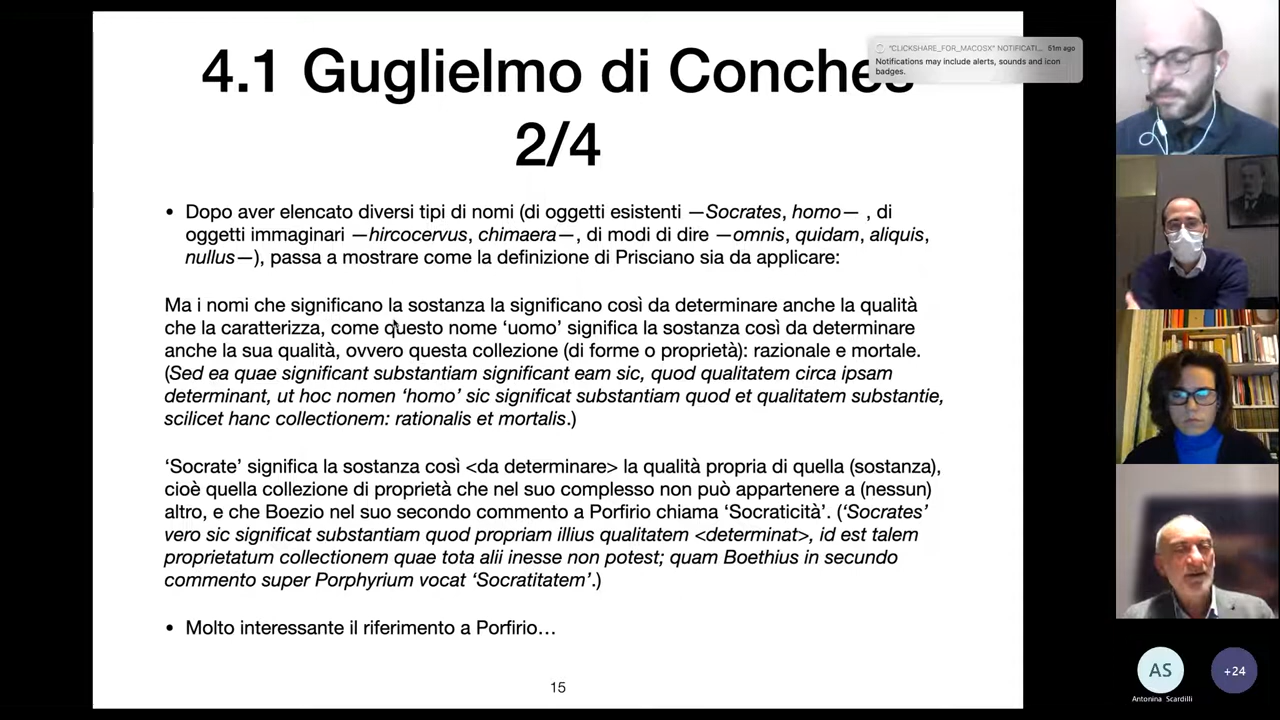 4.1 Guglielmo di Conches
2/4
"CLICKSHARE_FOR_MACOSX" NOTIFICATI... 51m ago
Notifications may include alerts, sounds and icon
badges.
• Dopo aver elencato diversi tipi di nomi (di oggetti esistenti —Socrates, homo— , di
oggetti immaginari —hircocervus, chimaera—, di modi di dire —omnis, quidam, aliquis,
nullus—), passa a mostrare come la definizione di Prisciano sia da applicare:
Ma i nomi che significano la sostanza la significano così da determinare anche la qualità
che la caratterizza, come questo nome ‘uomo’ significa la sostanza così da determinare
anche la sua qualità, ovvero questa collezione (di forme o proprietà): razionale e mortale.
(Sed ea quae significant substantiam significant eam sic, quod qualitatem circa ipsam
determinant, ut hoc nomen ‘homo’ sic significat substantiam quod et qualitatem substantie,
scilicet hanc collectionem: rationalis et mortalis.)
‘Socrate’ significa la sostanza così <da determinare> la qualità propria di quella (sostanza),
cioè quella collezione di proprietà che nel suo complesso non può appartenere a (nessun)
altro, e che Boezio nel suo secondo commento a Porfirio chiama ‘Socraticità’. (‘Socrates’
vero sic significat substantiam quod propriam illius qualitatem <determinat>, id est talem
proprietatum collectionem quae tota alii inesse non potest; quam Boethius in secundo
commento super Porphyrium vocat ‘Socratitatem’.)
• Molto interessante il riferimento a Porfirio…
15
AS
+24
Antonina Scardilli